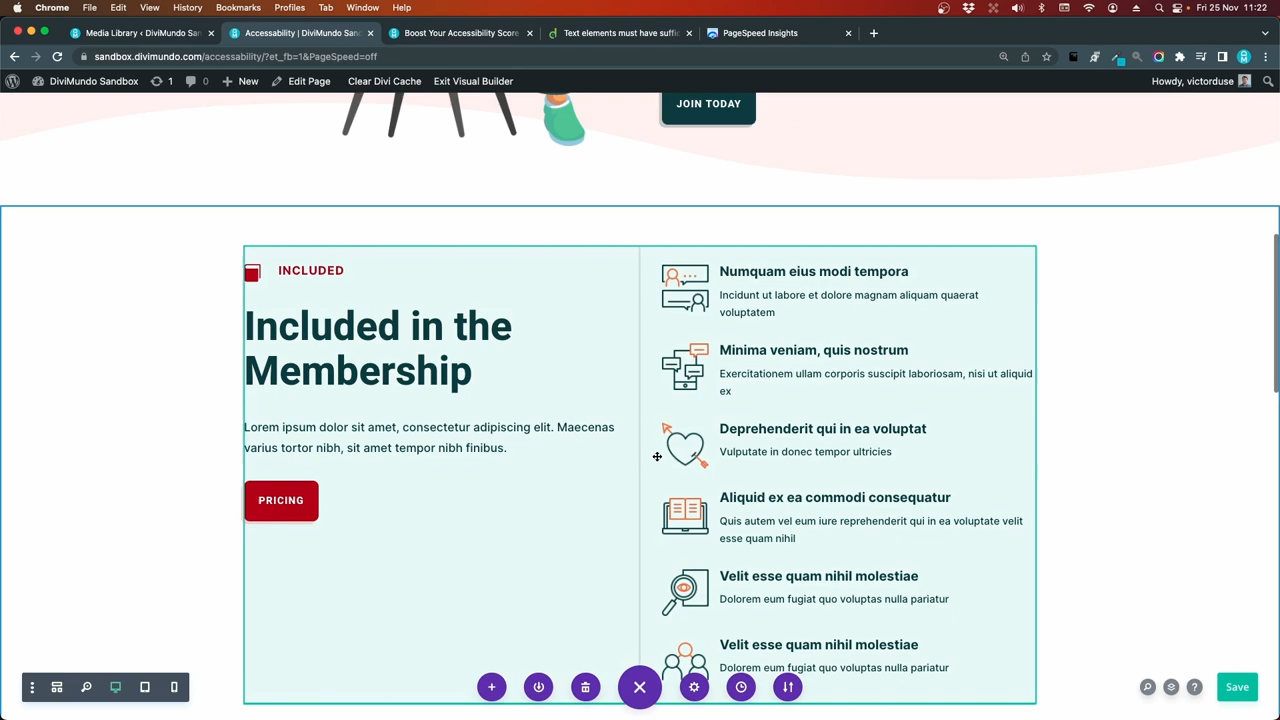 Chrome File Edit View History Bookmarks Profiles Tab Window Help Fri 25 Nov 11:22
Media Library ‹ DiviMundo San Accessability | DiviMundo San Boost Your Accessibility Score Text elements must have suffic PageSpeed Insights
sandbox.divimundo.com/accessability/?et_fb=1&PageSpeed=off
DiviMundo Sandbox 1 0 New Edit Page Clear Divi Cache Exit Visual Builder Howdy, victorduse
JOIN TODAY
INCLUDED
Included in the
Membership
Lorem ipsum dolor sit amet, consectetur adipiscing elit. Maecenas
varius tortor nibh, sit amet tempor nibh finibus.
PRICING
Numquam eius modi tempora
Incidunt ut labore et dolore magnam aliquam quaerat
voluptatem
Minima veniam, quis nostrum
Exercitationem ullam corporis suscipit laboriosam, nisi ut aliquid
ex
Deprehenderit qui in ea voluptat
Vulputate in donec tempor ultricies
Aliquid ex ea commodi consequatur
Quis autem vel eum iure reprehenderit qui in ea voluptate velit
esse quam nihil
Velit esse quam nihil molestiae
Dolorem eum fugiat quo voluptas nulla pariatur
Velit esse quam nihil molestiae
Dolorem eum fugiat quo voluptas nulla pariatur
Save